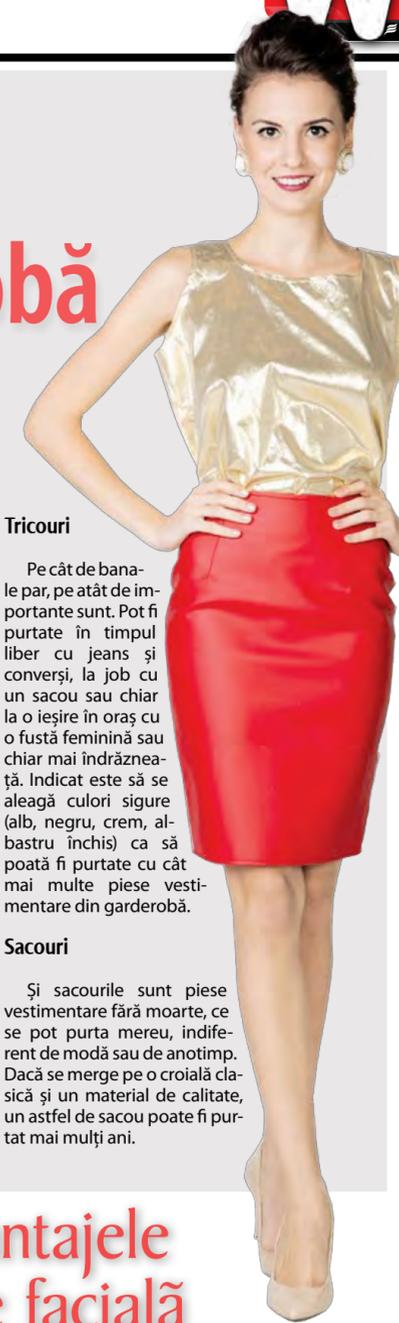 obă
Tricouri
Pe cât de bana-
le par, pe atât de im-
portante sunt. Pot fi
purtate în timpul
liber cu jeans și
converși, la job cu
un sacou sau chiar
la o ieșire în oraș cu
o fustă feminină sau
chiar mai îndrăznea-
ță. Indicat este să se
aleagă culori sigure
(alb, negru, crem, al-
bastru închis) ca să
poată fi purtate cu cât
mai multe piese vesti-
mentare din garderobă.
Sacouri
Și sacourile sunt piese
vestimentare fără moarte, ce
se pot purta mereu, indife-
rent de modă sau de anotimp.
Dacă se merge pe o croială cla-
sică și un material de calitate,
un astfel de sacou poate fi pur-
tat mai mulți ani.
ntajele
e facială